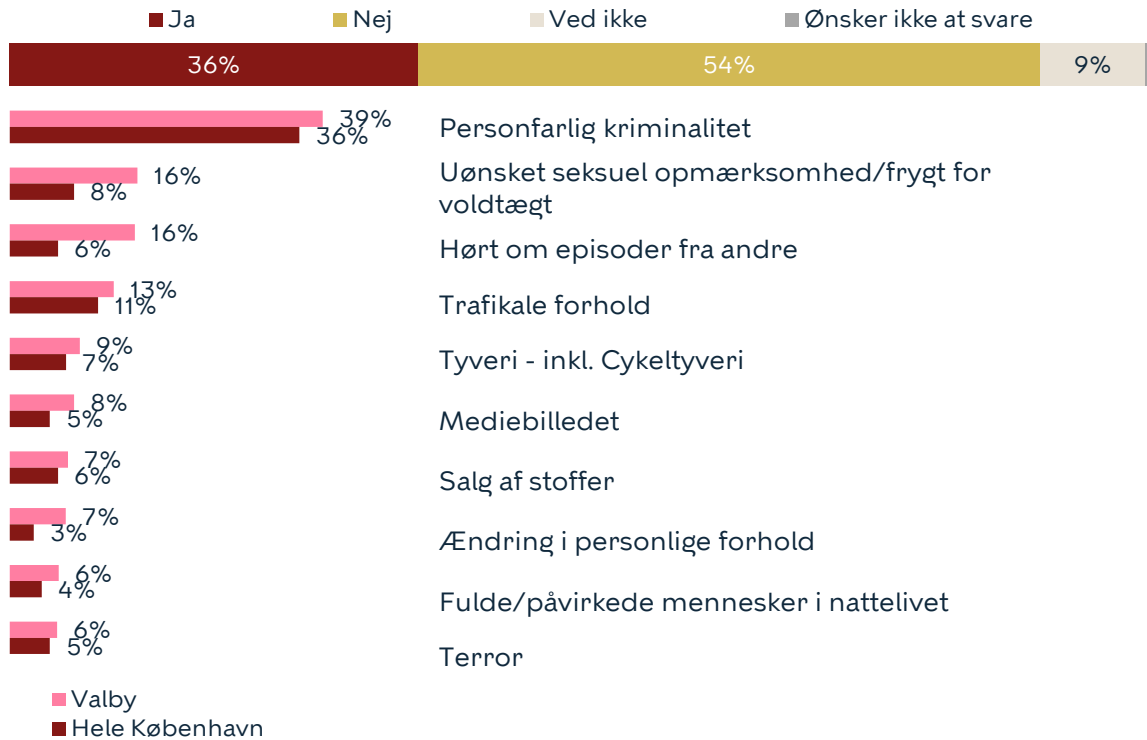 Ja Nej Ved ikke Ønsker ikke at svare
36% 54% 9%
39%
36%
Personfarlig kriminalitet
16%
8%
Uønsket seksuel opmærksomhed/frygt for
voldtægt
16%
6%
Hørt om episoder fra andre
13%
11%
Trafikale forhold
9%
7%
Tyveri - inkl. Cykeltyveri
8%
5%
Mediebilledet
7%
6%
Salg af stoffer
7%
3%
Ændring i personlige forhold
6%
4%
Fulde/påvirkede mennesker i nattelivet
6%
5%
Terror
Valby
Hele København